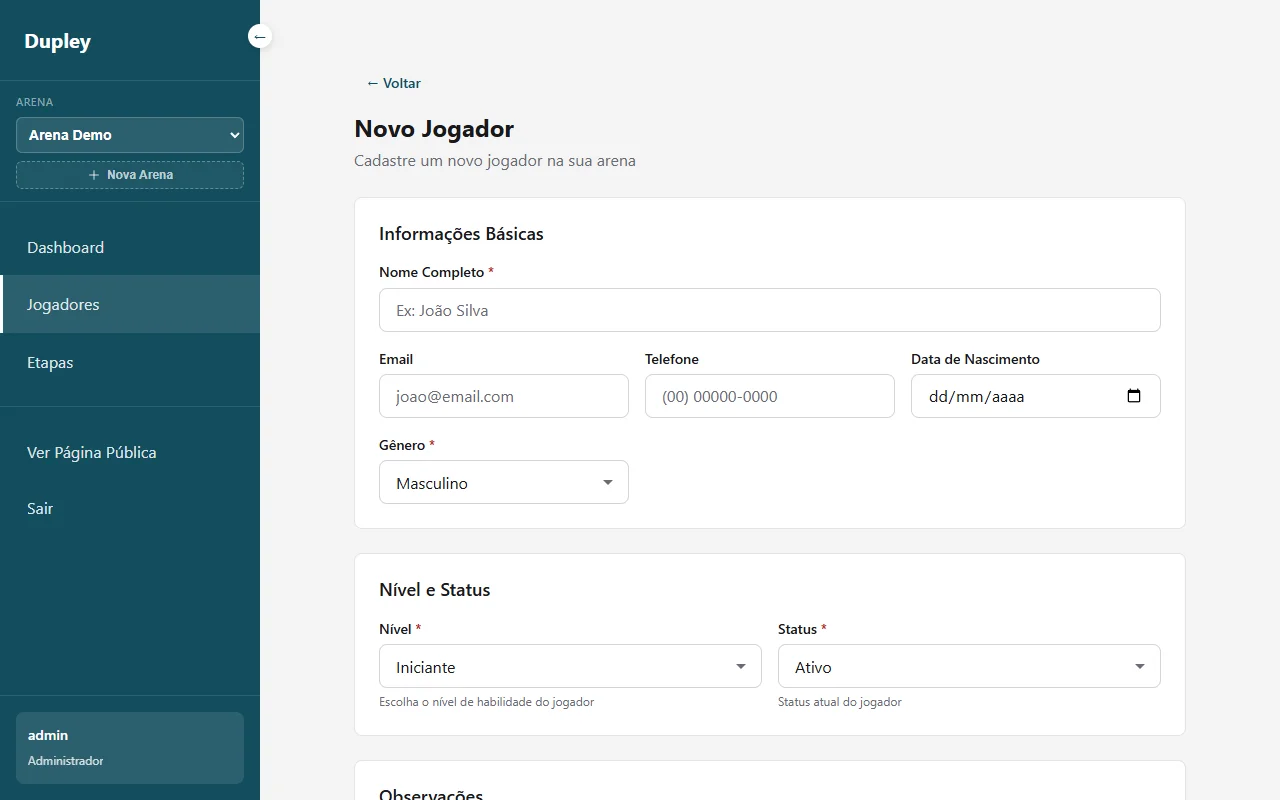 Dupley
←
ARENA
Arena Demo
+ Nova Arena
Dashboard
Jogadores
Etapas
Ver Página Pública
Sair
admin
Administrador
← Voltar
Novo Jogador
Cadastre um novo jogador na sua arena
Informações Básicas
Nome Completo *
Ex: João Silva
Email Telefone Data de Nascimento
joao@email.com (00) 00000-0000 dd/mm/aaaa
Gênero *
Masculino
Nível e Status
Nível * Status *
Iniciante Ativo
Escolha o nível de habilidade do jogador Status atual do jogador
Observações